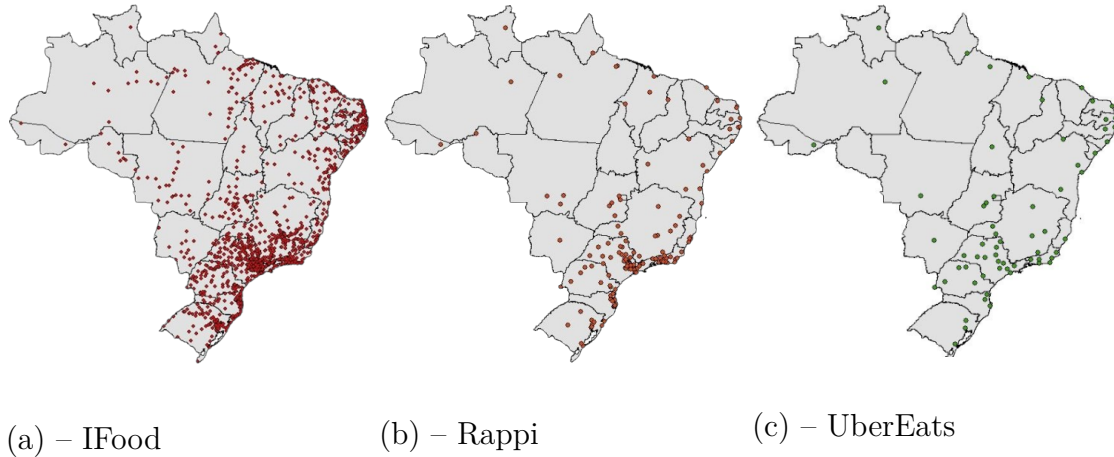 (a) – IFood
(b) – Rappi
(c) – UberEats